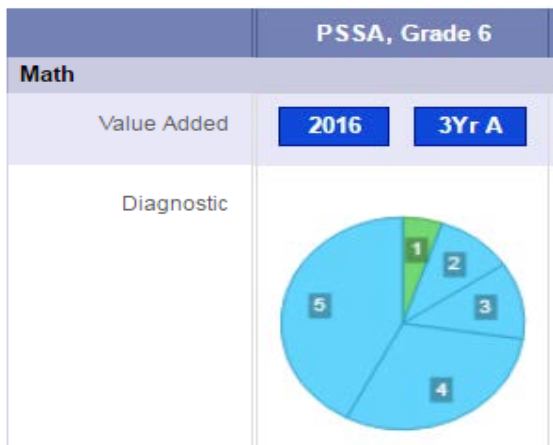 PSSA, Grade 6
Math
Value Added 2016 3Yr A
Diagnostic
1
2
3
4
5